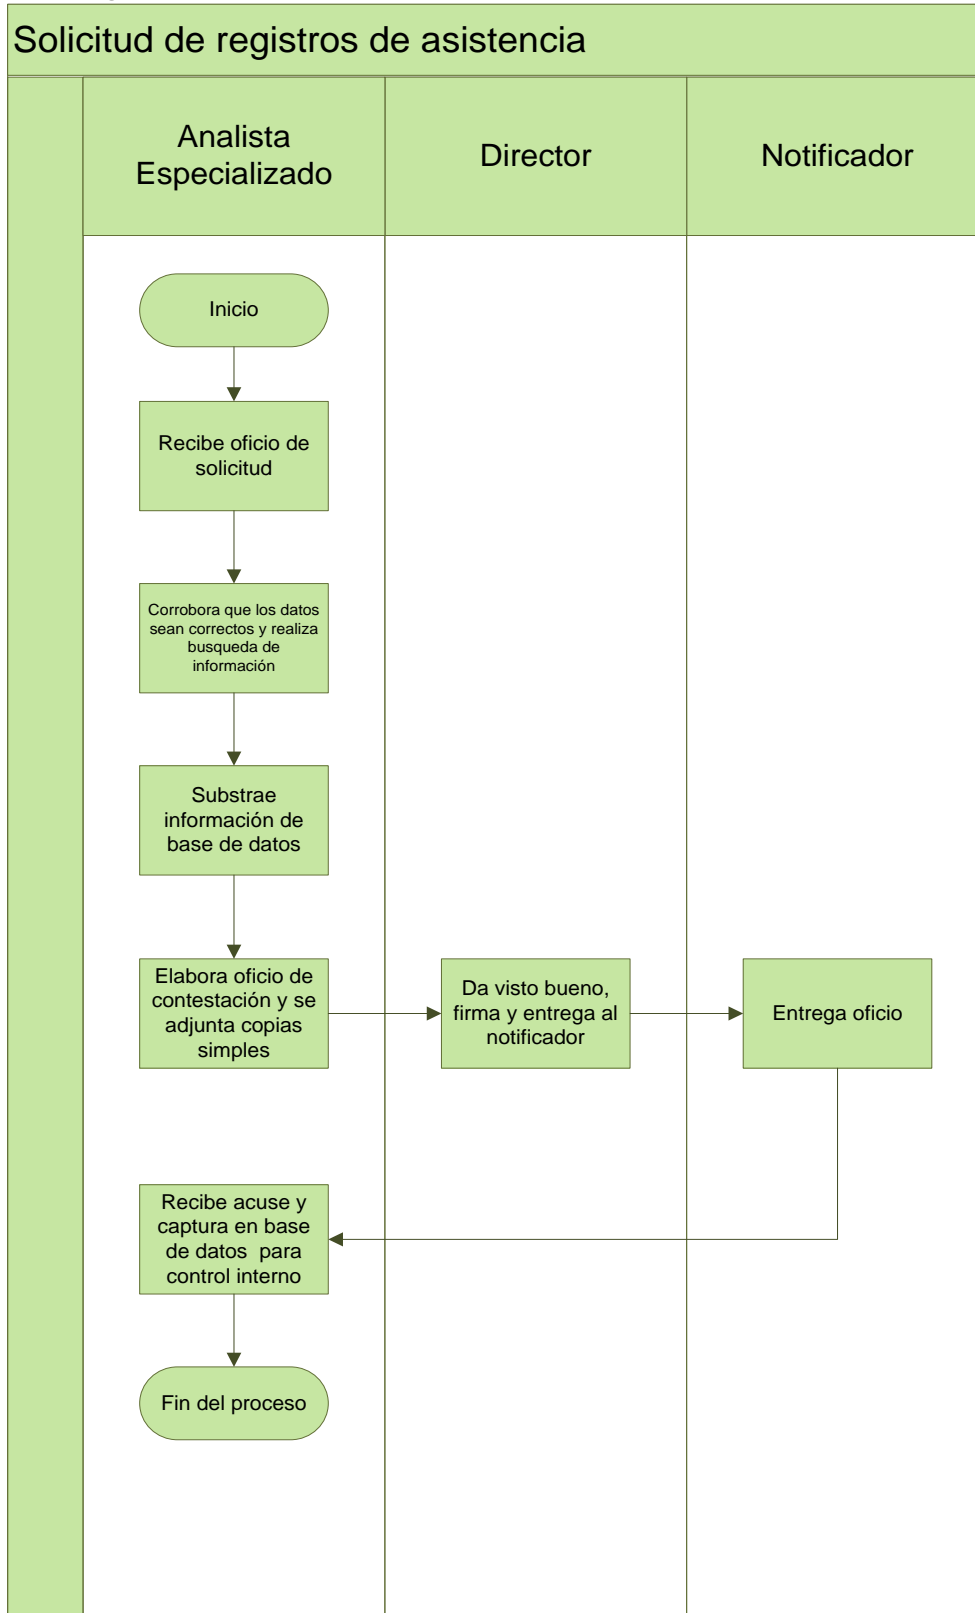 Solicitud de registros de asistencia
Analista
Especializado
Director
Notificador
Inicio
Recibe oficio de
solicitud
Corrobora que los datos
sean correctos y realiza
busqueda de
información
Substrae
información de
base de datos
Elabora oficio de
contestación y se
adjunta copias
simples
Da visto bueno,
firma y entrega al
notificador
Entrega oficio
Recibe acuse y
captura en base
de datos  para
control interno
Fin del proceso